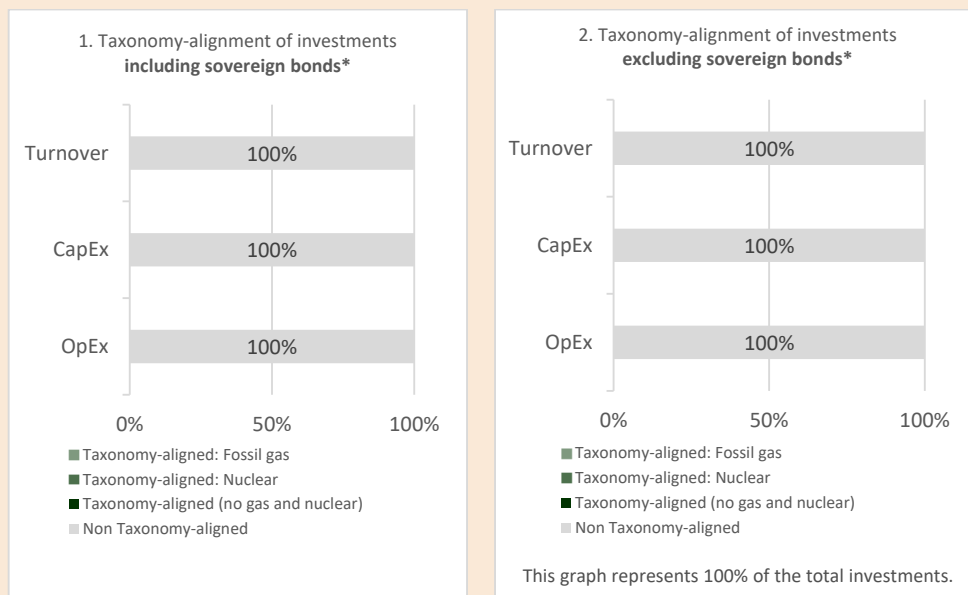 1. Taxonomy-alignment of investments
including sovereign bonds*
Turnover
100%
CapEx
100%
OpEx
100%
0%
50%
100%
Taxonomy-aligned: Fossil gas
Taxonomy-aligned: Nuclear
Taxonomy-aligned (no gas and nuclear)
Non Taxonomy-aligned
2. Taxonomy-alignment of investments
excluding sovereign bonds*
Turnover
100%
CapEx
100%
OpEx
100%
0%
50%
100%
Taxonomy-aligned: Fossil gas
Taxonomy-aligned: Nuclear
Taxonomy-aligned (no gas and nuclear)
Non Taxonomy-aligned
This graph represents 100% of the total investments.